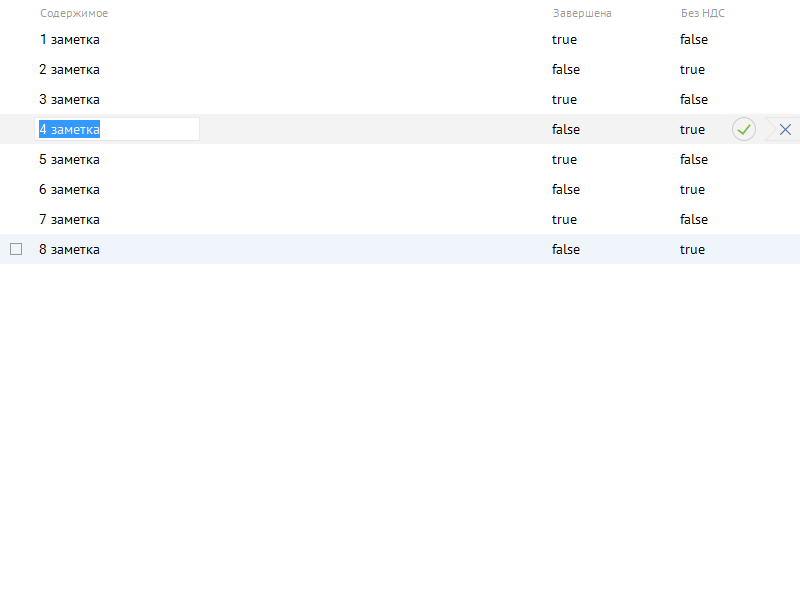 Содержимое Завершена Без НДС
1 заметка true false
2 заметка false true
3 заметка true false
4 заметка false true
5 заметка true false
6 заметка false true
7 заметка true false
8 заметка false true